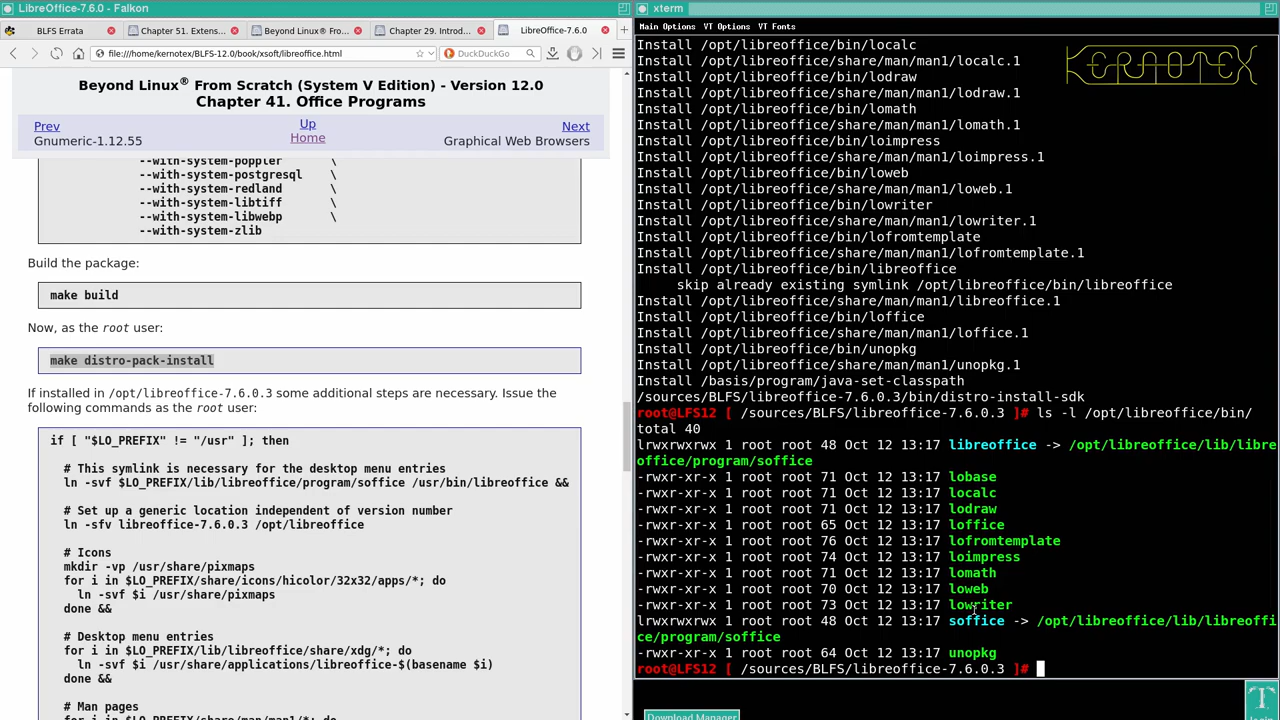 LibreOffice-7.6.0 - Falkon
BLFS Errata
Chapter 51. Extens...
Beyond Linux® Fro...
Chapter 29. Introd...
LibreOffice-7.6.0
file:///home/kernotex/BLFS-12.0/book/xsoft/libreoffice.html
DuckDuckGo
Beyond Linux® From Scratch (System V Edition) - Version 12.0
Chapter 41. Office Programs
Prev
Up
Next
Gnumeric-1.12.55
Home
Graphical Web Browsers
--with-system-poppler \
--with-system-postgresql \
--with-system-redland \
--with-system-libtiff \
--with-system-libwebp \
--with-system-zlib
Build the package:
make build
Now, as the root user:
make distro-pack-install
If installed in /opt/libreoffice-7.6.0.3 some additional steps are necessary. Issue the
following commands as the root user:
if [ "$LO_PREFIX" != "/usr" ]; then
# This symlink is necessary for the desktop menu entries
ln -svf $LO_PREFIX/lib/libreoffice/program/soffice /usr/bin/libreoffice &&
# Set up a generic location independent of version number
ln -sfv libreoffice-7.6.0.3 /opt/libreoffice
# Icons
mkdir -vp /usr/share/pixmaps
for i in $LO_PREFIX/share/icons/hicolor/32x32/apps/*; do
ln -svf $i /usr/share/pixmaps
done &&
# Desktop menu entries
for i in $LO_PREFIX/lib/libreoffice/share/xdg/*; do
ln -svf $i /usr/share/applications/libreoffice-$(basename $i)
done &&
# Man pages
for i in $LO_PREFIX/share/man/man1/*; do
xterm
Main Options VT Options VT Fonts
KERNOTEX
Install /opt/libreoffice/bin/localc
Install /opt/libreoffice/share/man/man1/localc.1
Install /opt/libreoffice/bin/lodraw
Install /opt/libreoffice/share/man/man1/lodraw.1
Install /opt/libreoffice/bin/lomath
Install /opt/libreoffice/share/man/man1/lomath.1
Install /opt/libreoffice/bin/loimpress
Install /opt/libreoffice/share/man/man1/loimpress.1
Install /opt/libreoffice/bin/loweb
Install /opt/libreoffice/share/man/man1/loweb.1
Install /opt/libreoffice/bin/lowriter
Install /opt/libreoffice/share/man/man1/lowriter.1
Install /opt/libreoffice/bin/lofromtemplate
Install /opt/libreoffice/share/man/man1/lofromtemplate.1
Install /opt/libreoffice/bin/libreoffice
skip already existing symlink /opt/libreoffice/bin/libreoffice
Install /opt/libreoffice/share/man/man1/libreoffice.1
Install /opt/libreoffice/bin/loffice
Install /opt/libreoffice/share/man/man1/loffice.1
Install /opt/libreoffice/bin/unopkg
Install /opt/libreoffice/share/man/man1/unopkg.1
Install /basis/program/java-set-classpath
/sources/BLFS/libreoffice-7.6.0.3/bin/distro-install-sdk
root@LFS12 [ /sources/BLFS/libreoffice-7.6.0.3 ]# ls -l /opt/libreoffice/bin/
total 40
lrwxrwxrwx 1 root root 48 Oct 12 13:17 libreoffice -> /opt/libreoffice/lib/libre
office/program/soffice
-rwxr-xr-x 1 root root 71 Oct 12 13:17 lobase
-rwxr-xr-x 1 root root 71 Oct 12 13:17 localc
-rwxr-xr-x 1 root root 71 Oct 12 13:17 lodraw
-rwxr-xr-x 1 root root 65 Oct 12 13:17 loffice
-rwxr-xr-x 1 root root 76 Oct 12 13:17 lofromtemplate
-rwxr-xr-x 1 root root 74 Oct 12 13:17 loimpress
-rwxr-xr-x 1 root root 71 Oct 12 13:17 lomath
-rwxr-xr-x 1 root root 70 Oct 12 13:17 loweb
-rwxr-xr-x 1 root root 73 Oct 12 13:17 lowriter
lrwxrwxrwx 1 root root 48 Oct 12 13:17 soffice -> /opt/libreoffice/lib/libreoffi
ce/program/soffice
-rwxr-xr-x 1 root root 64 Oct 12 13:17 unopkg
root@LFS12 [ /sources/BLFS/libreoffice-7.6.0.3 ]#
Download Manager